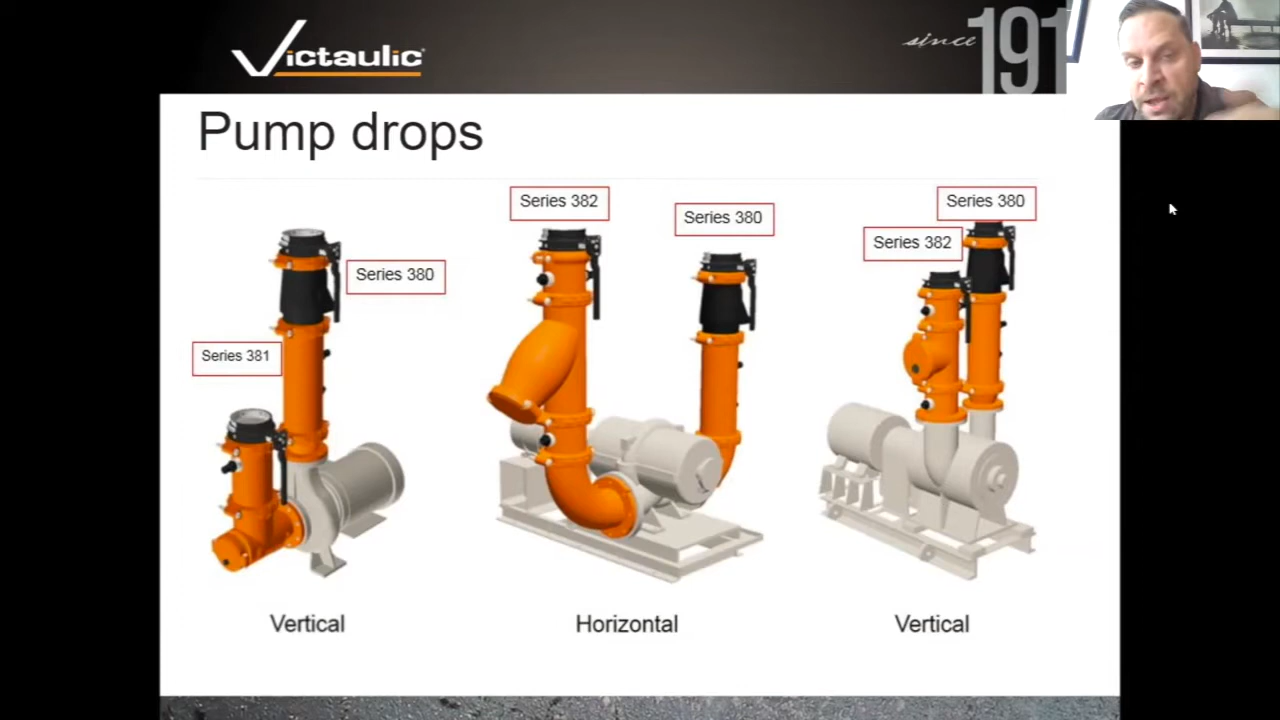 Victaulic
since 191
Pump drops
Series 382
Series 380
Series 380
Series 382
Series 380
Series 381
Vertical
Horizontal
Vertical